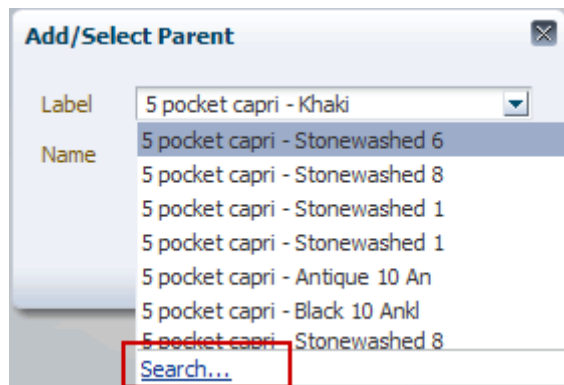 Add/Select Parent
Label 5 pocket capri - Khaki
Name
5 pocket capri - Stonewashed 6
5 pocket capri - Stonewashed 8
5 pocket capri - Stonewashed 1
5 pocket capri - Stonewashed 1
5 pocket capri - Antique 10 An
5 pocket capri - Black 10 Ankl
5 pocket capri - Stonewashed 8
Search...